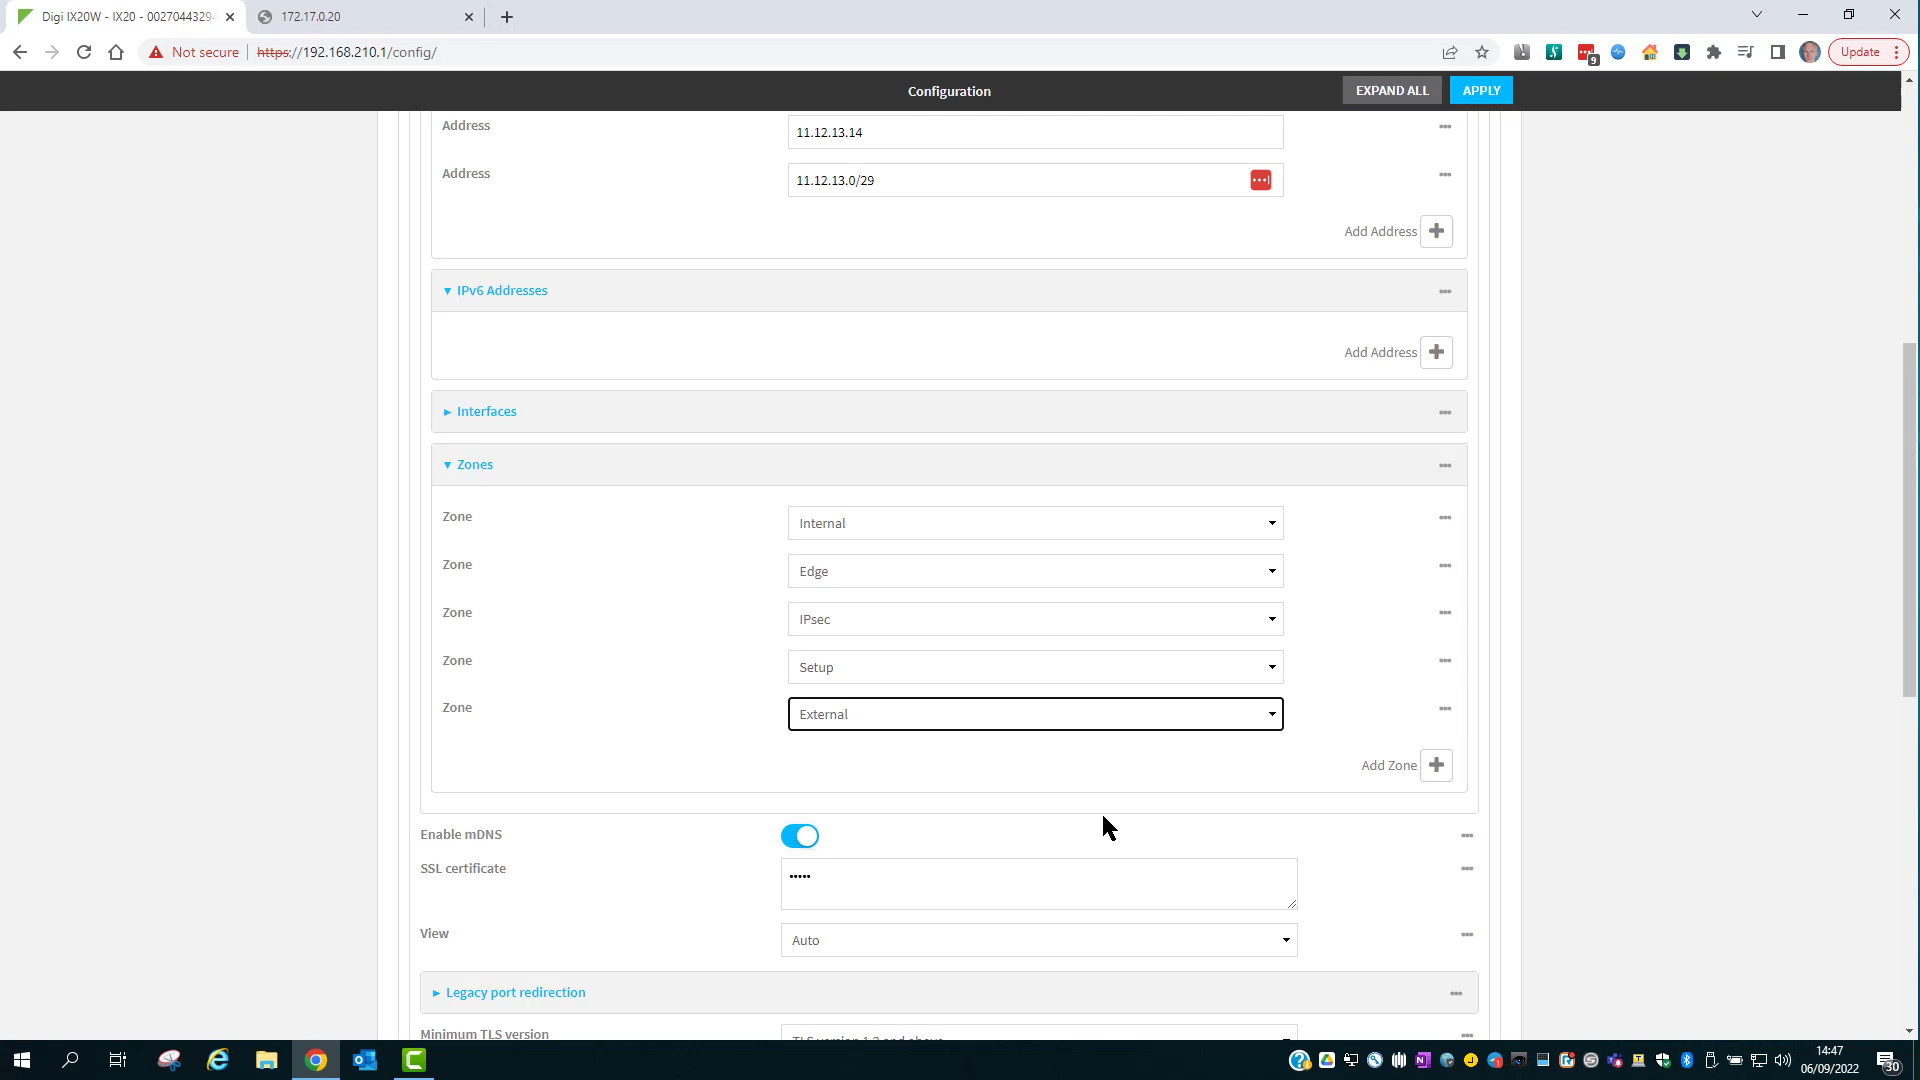 Digi IX20W - IX20 - 00270443294
172.17.0.20
Not secure
https://192.168.210.1/config/
9
Update
Configuration
EXPAND ALL
APPLY
Address
11.12.13.14
Address
11.12.13.0/29
Add Address
IPv6 Addresses
Add Address
Interfaces
Zones
Zone
Internal
Zone
Edge
Zone
IPsec
Zone
Setup
Zone
External
Add Zone
Enable mDNS
SSL certificate
•••••
View
Auto
Legacy port redirection
Minimum TLS version
14:47
06/09/2022
30